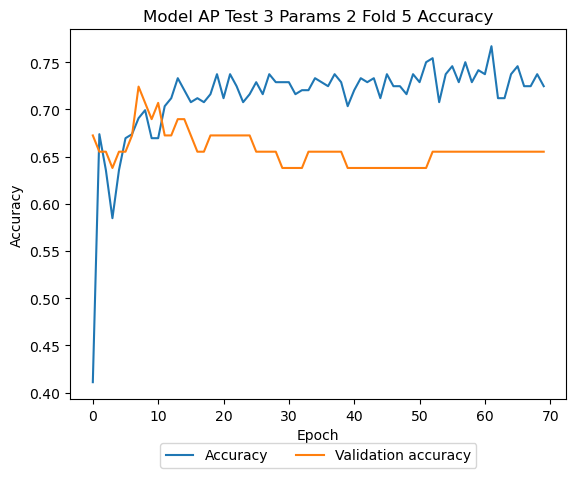 Model AP Test 3 Params 2 Fold 5 Accuracy
Accuracy
0.75
0.70
0.65
0.60
0.55
0.50
0.45
0.40
0 10 20 30 40 50 60 70
Epoch
Accuracy Validation accuracy